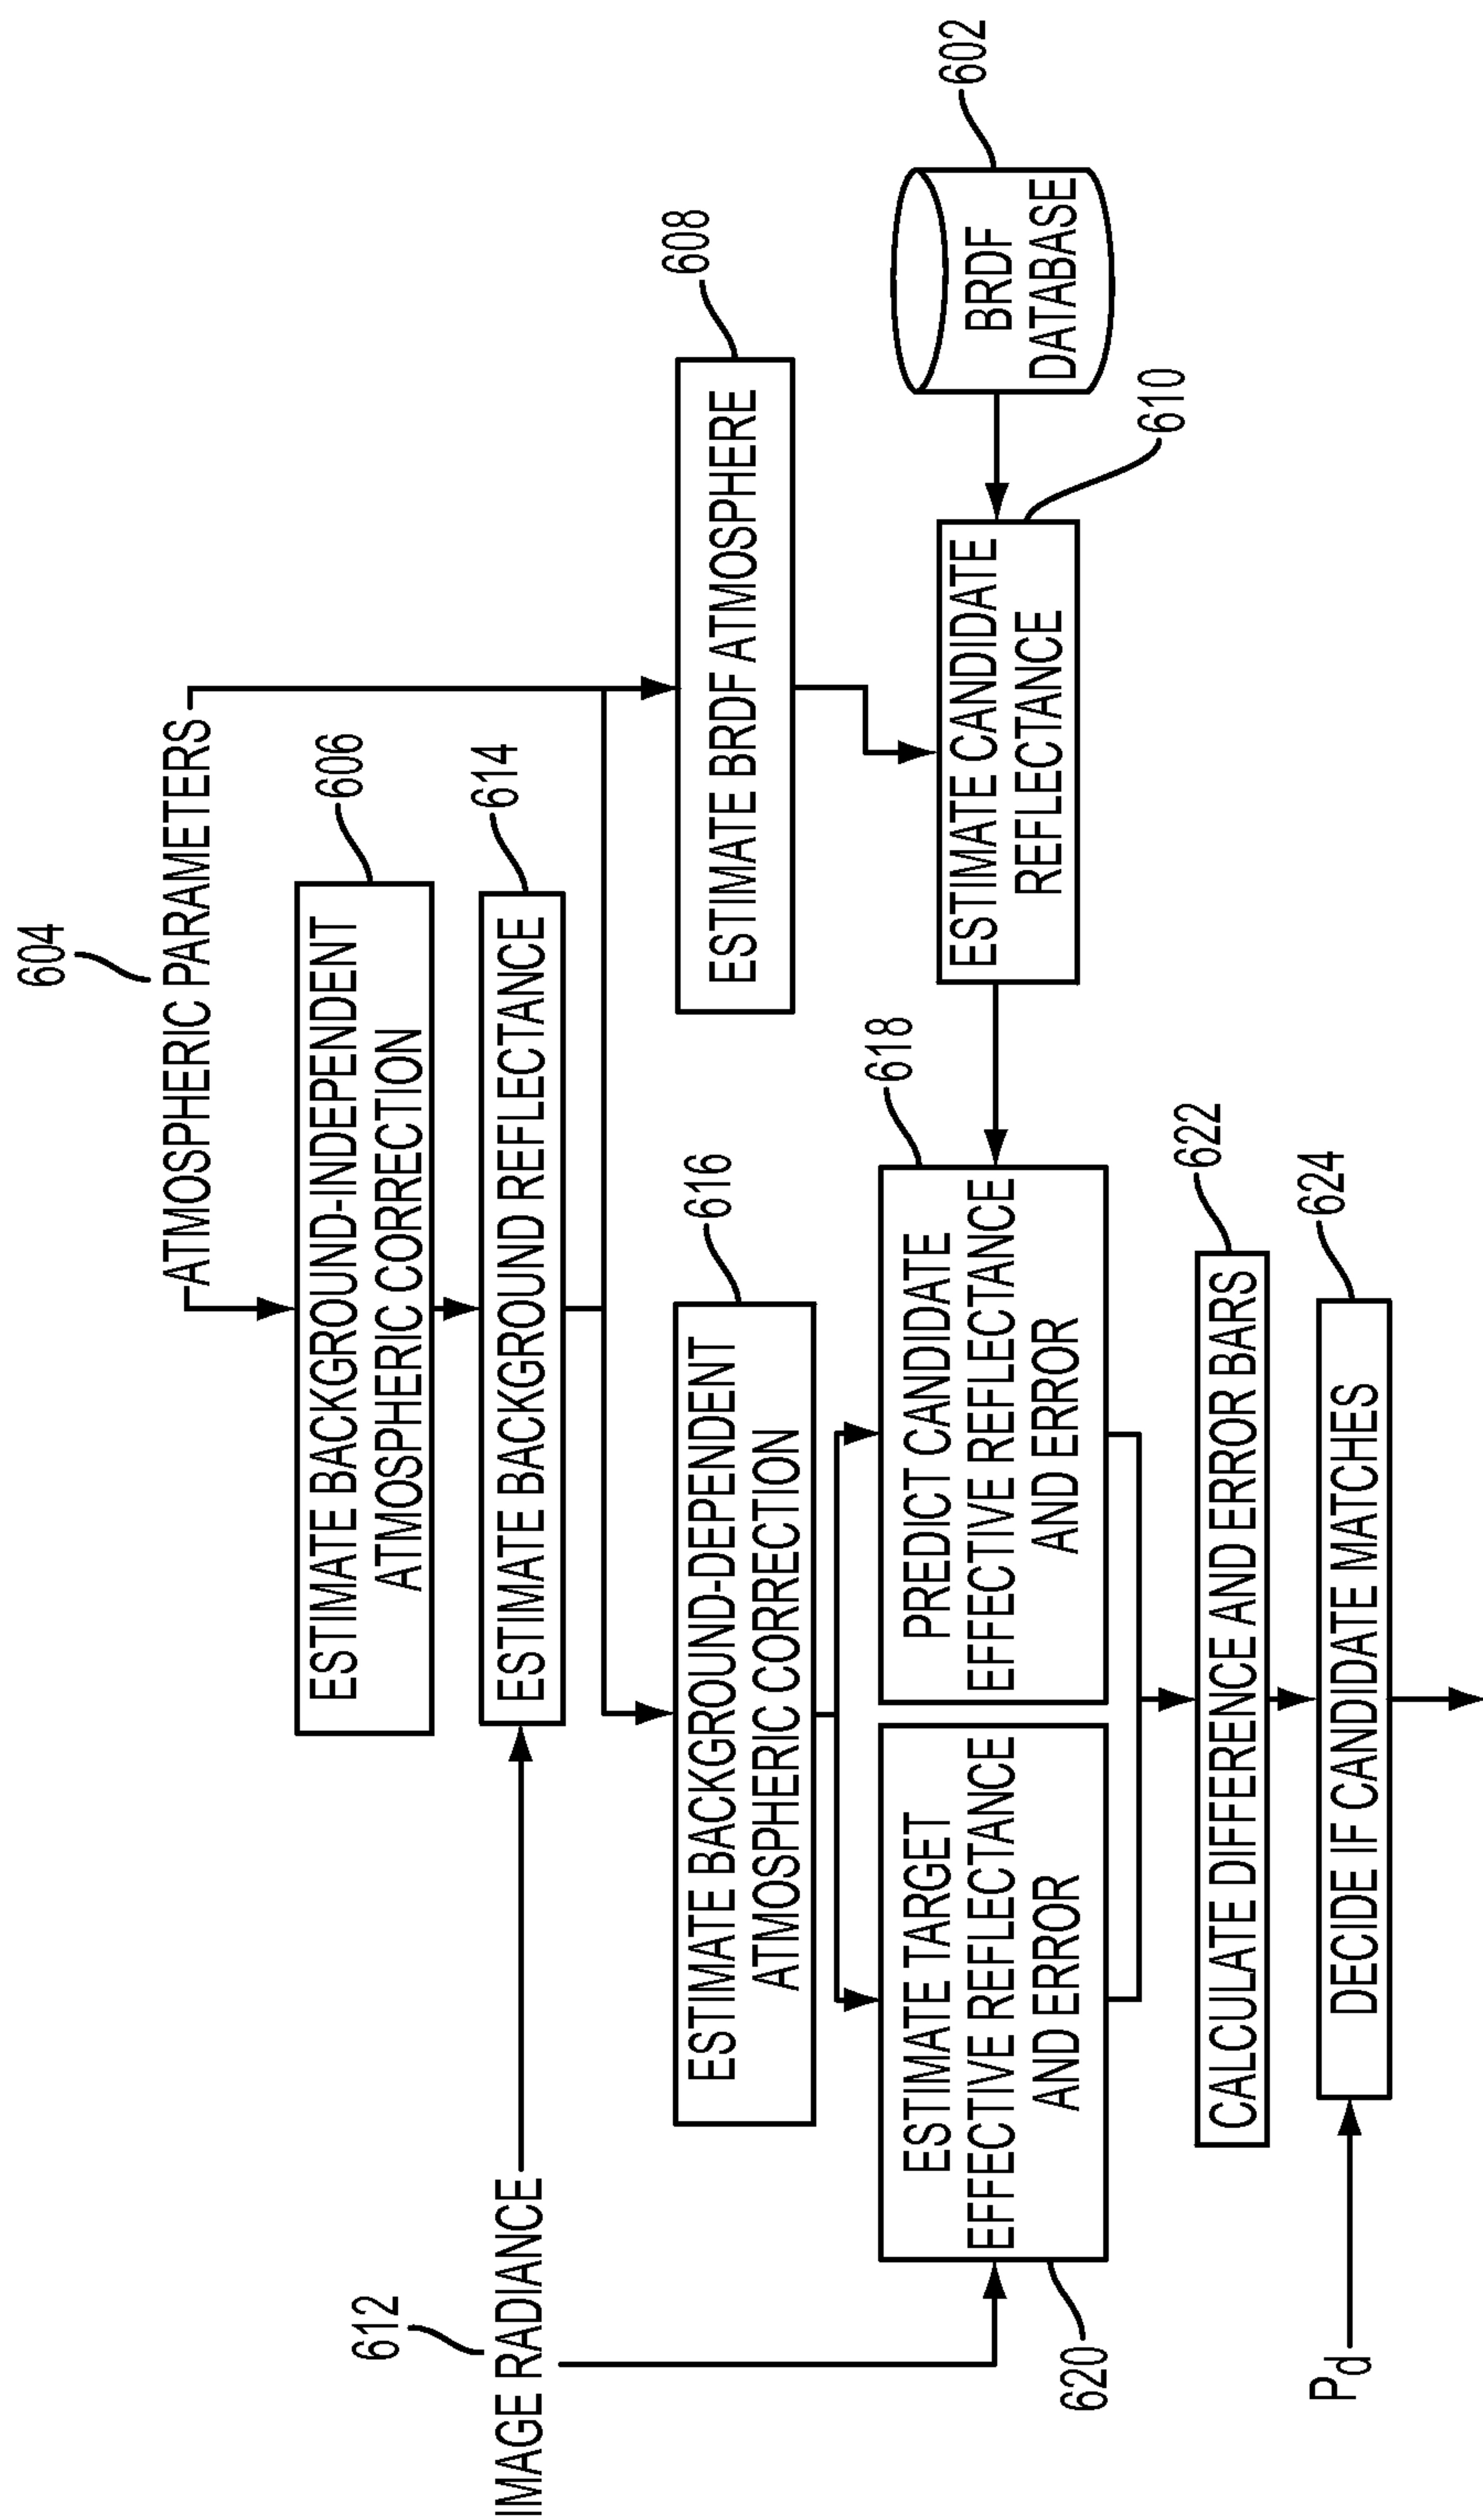 604
ATMOSPHERIC PARAMETERS
606
ESTIMATE BACKGROUND-INDEPENDENT
ATMOSPHERIC CORRECTION
612
IMAGE RADIANCE
614
ESTIMATE BACKGROUND REFLECTANCE
616
ESTIMATE BACKGROUND-DEPENDENT
ATMOSPHERIC CORRECTION
608
ESTIMATE BRDF ATMOSPHERE
620
ESTIMATE TARGET
EFFECTIVE REFLECTANCE
AND ERROR
618
PREDICT CANDIDATE
EFFECTIVE REFLECTANCE
AND ERROR
610
ESTIMATE CANDIDATE
REFLECTANCE
602
BRDF
DATABASE
622
CALCULATE DIFFERENCE AND ERROR BARS
Pd
624
DECIDE IF CANDIDATE MATCHES